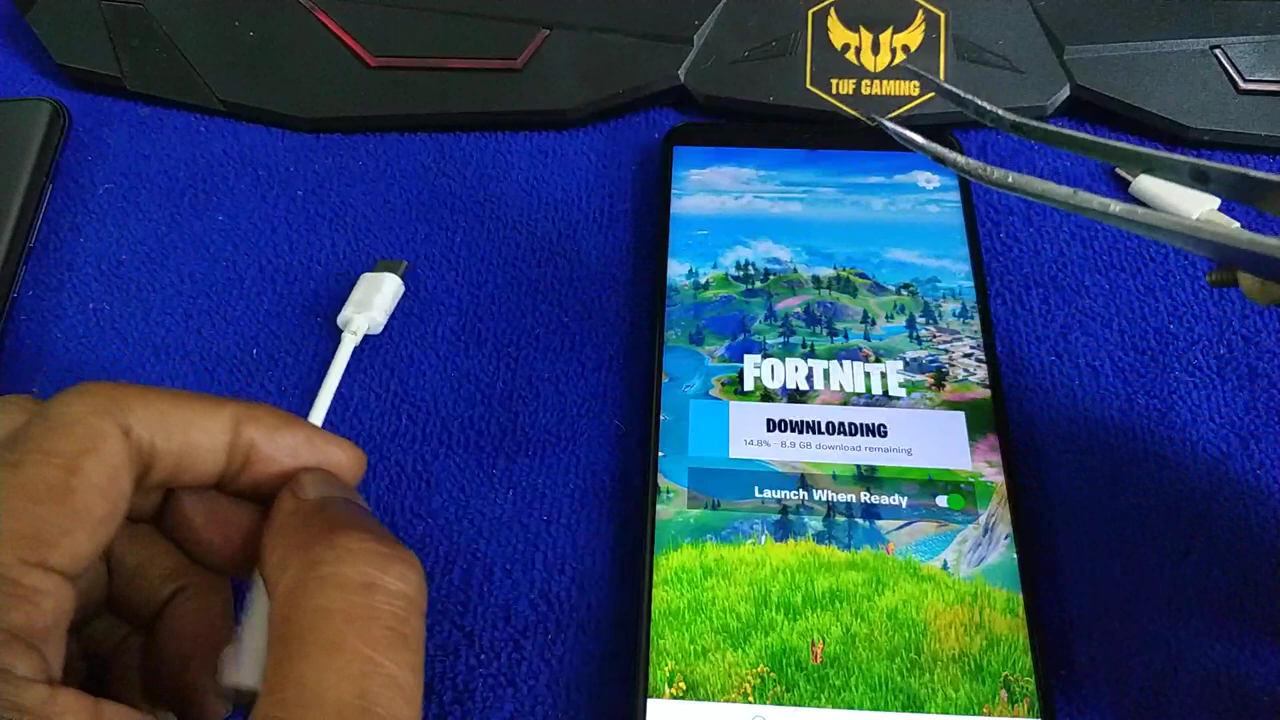 TUF GAMING
FORTNITE
DOWNLOADING
14.8% - 8.9 GB download remaining
Launch When Ready